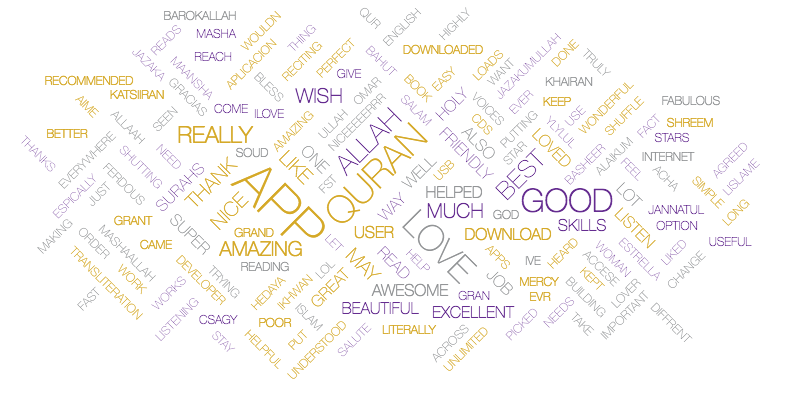 BAROKALLAH
MASHA
REACH
READS
JAZAKA
MAANSHA
GRACIAS
WOULDN
APLICACION
BLESS
THING
RECITING
PERFECT
QUR
ENGLISH
HIGHLY
GIVE
BAHUT
OMAR
DOWNLOADED
BOOK
EASY
LOADS
WANT
JAZAKUMULLAH
DONE
TRULY
RECOMMENDED
KATSIIRAN
AIME
COME
ILOVE
WISH
AMAZING
ULLAH
NICEEEERRR
SALAM
HOLY
VOICES
CDS
EVER
KHAIRAN
KEEP
WONDERFUL
SHUFFLE
FABULOUS
BETTER
THANKS
ALLAAH
SEEN
REALLY
SOUD
LIKE
ONE
FST
ALLAH
QURAN
WELL
USB
FRIENDLY
ALSO
PUTTING
STAR
LOVED
YLYLUL
USE
BASHEER
ALAIKUM
FACT
SHREEM
STARS
INTERNET
EVERYWHERE
ESPICALLY
JUST
FERDOUS
SHUTTING
NEED
SURAHS
THANK
NICE
APP
WAY
HELPED
MUCH
GOD
BEST
GOOD
SKILLS
LOT
FEEL
ACHA
SIMPLE
AGREED
USLAME
LONG
JANNATUL
OPTION
USEFUL
MAKING
ORDER
MASHAALLAH
GRANT
CAME
SUPER
GRAND
AMAZING
READING
LET
USER
MAY
READ
HELP
LOVE
DOWNLOAD
APPS
IVE
HEARD
LISTEN
WOMAN
ESTRELLA
LIKED
CHANGE
TRANSLITERATION
FAST
WORK
WORKS
DEVELOPER
TRYING
HEDAYA
IKHWAN
LOL
GREAT
AWESOME
GRAN
JOB
MERCY
EVR
KEPT
ACCESE
BUILDING
LOVER
IMPORTANT
DIFFRENT
LISTENING
CSAGY
STAY
POOR
HELPFUL
PUT
ISLAM
UNDERSTOOD
SALUTE
BEAUTIFUL
LITERALLY
EXCELLENT
ACROSS
UNLIMITED
PICKED
NEEDS
TAKE